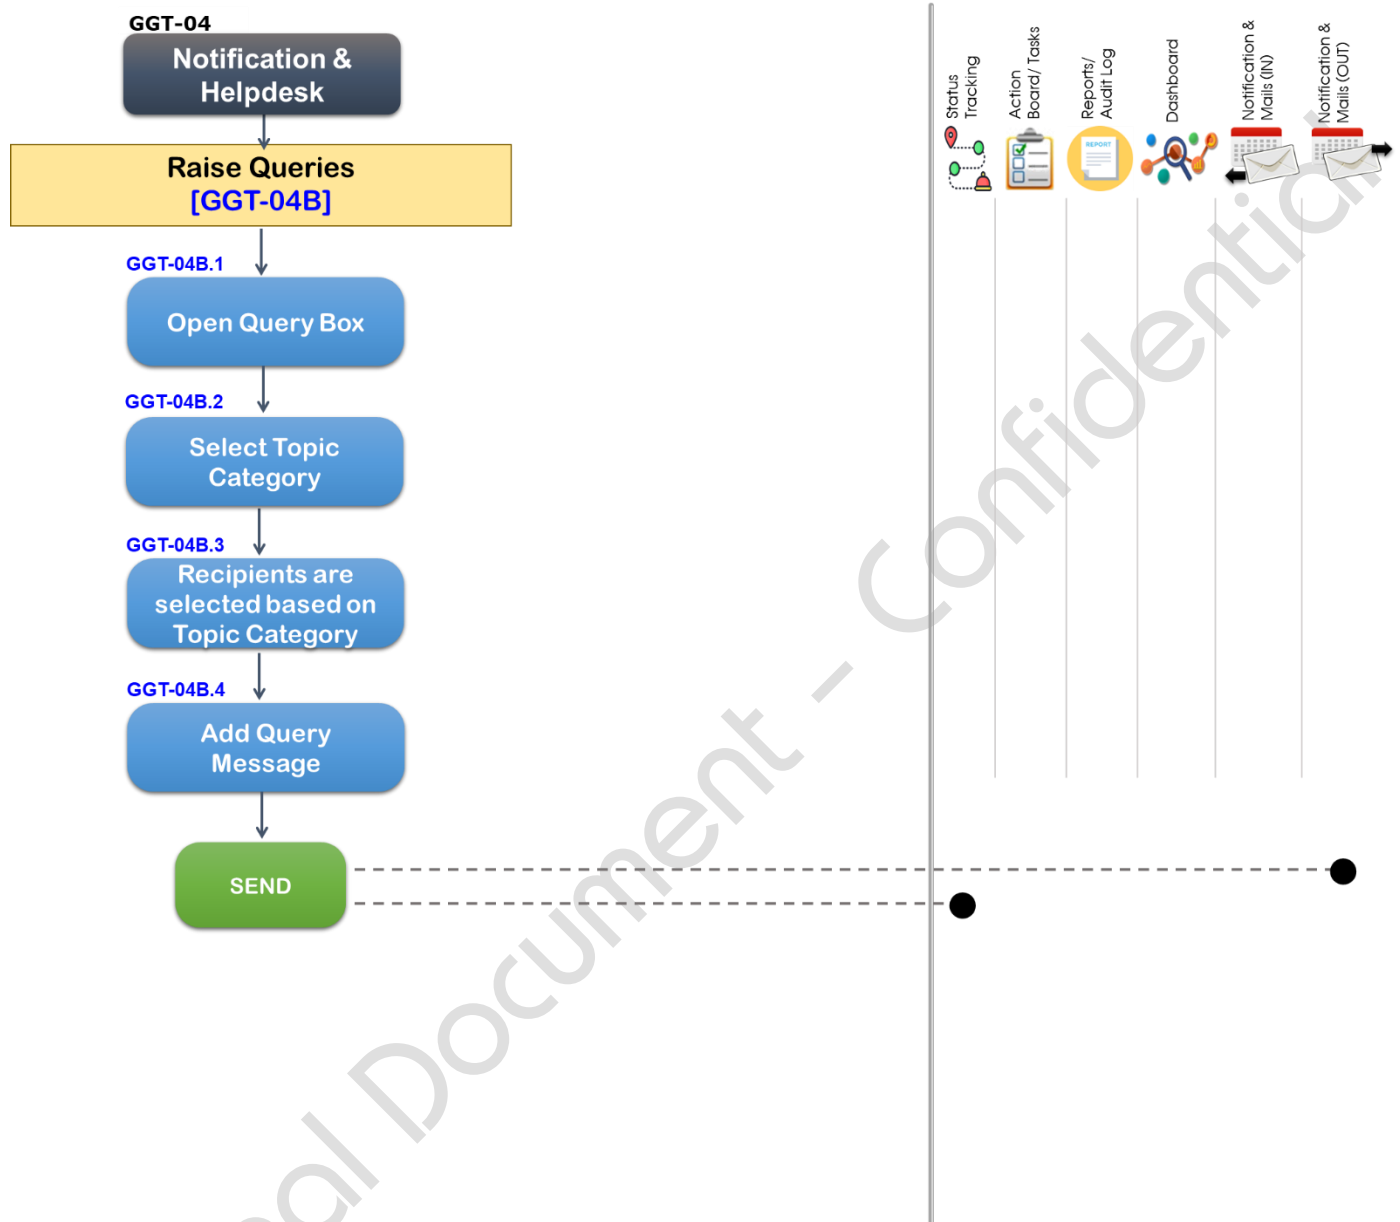 GGT-04
Notification &
Helpdesk
Raise Queries
[GGT-04B]
GGT-04B.1
Open Query Box
GGT-04B.2
Select Topic
Category
GGT-04B.3
Recipients are
selected based on
Topic Category
GGT-04B.4
Add Query
Message
SEND
Status
Tracking
Action
Board/ Tasks
Reports/
Audit Log
Dashboard
Notification &
Mails (IN)
Notification &
Mails (OUT)
REPORT
Document - Confidential